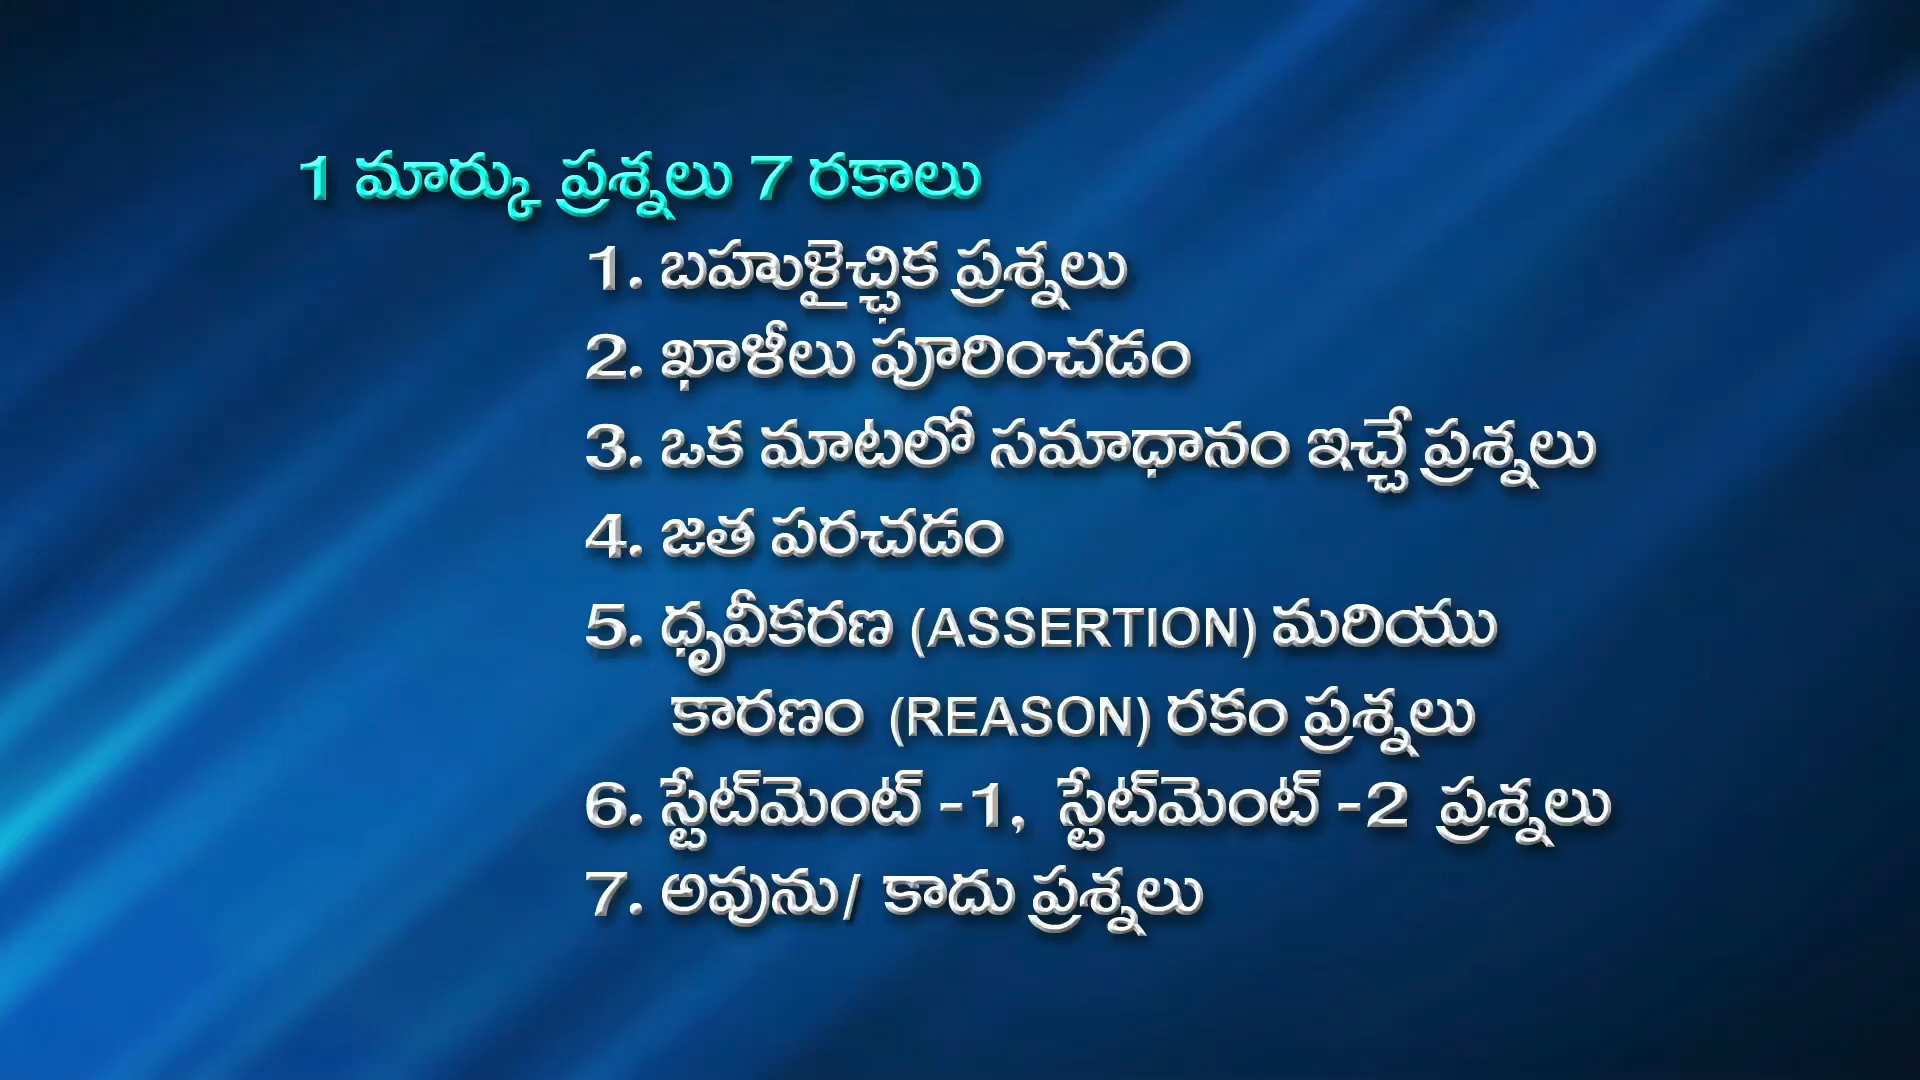 1 మార్కు ప్రశ్నలు 7 రకాలు
1. బహుళైచ్ఛిక ప్రశ్నలు
2. ఖాళీలు పూరించడం
3. ఒక మాటలో సమాధానం ఇచ్చే ప్రశ్నలు
4. జత పరచడం
5. ధృవీకరణ (ASSERTION) మరియు
కారణం (REASON) రకం ప్రశ్నలు
6. స్టేట్‌మెంట్ -1, స్టేట్‌మెంట్ -2 ప్రశ్నలు
7. అవును/ కాదు ప్రశ్నలు